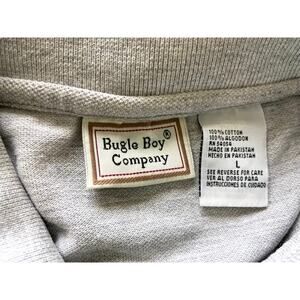 Bugle Boy®
Company
100% COTTON
100% ALGODON
RN 54054
MADE IN PAKISTAN
HECHO EN PAKISTAN
L
SEE REVERSE FOR CARE
VER AL DORSO PARA
INSTRUCCIONES DE CUIDADO